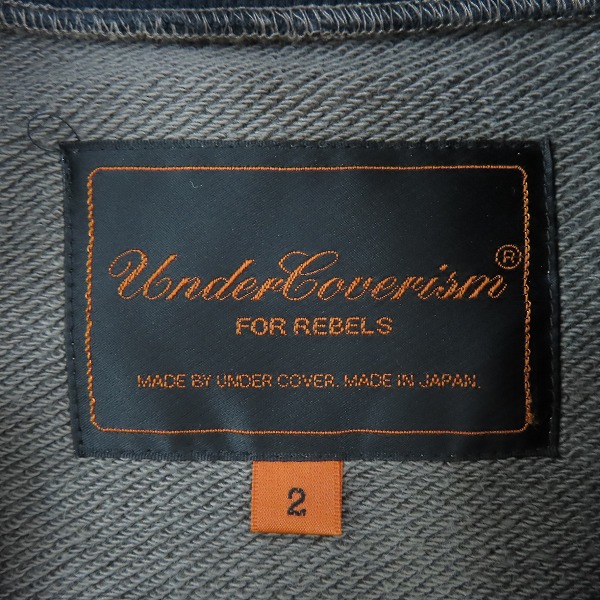 UnderCoverism®
FOR REBELS
MADE BY UNDER COVER. MADE IN JAPAN.
2